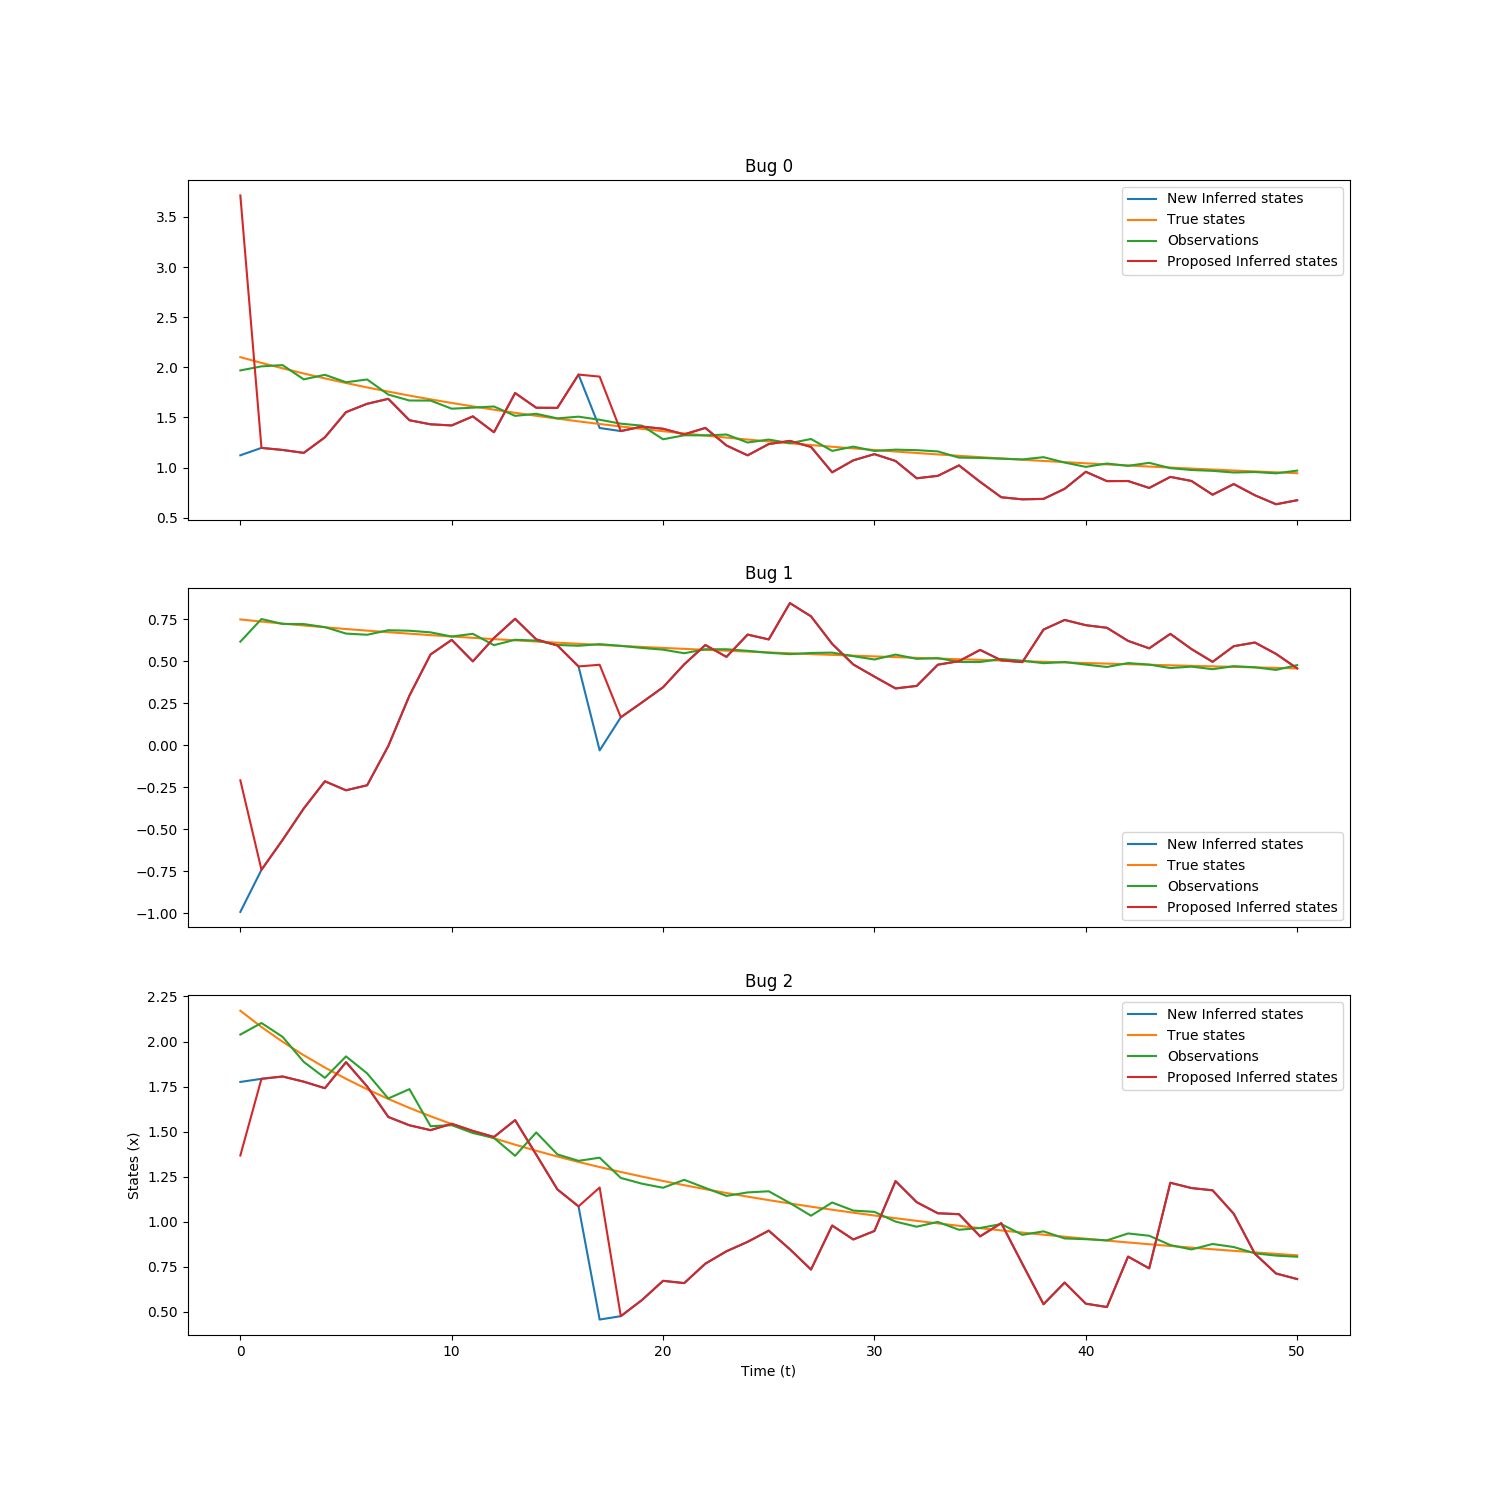 Bug 0
3.5
3.0
2.5
2.0
1.5
1.0
0.5
New Inferred states
True states
Observations
Proposed Inferred states
Bug 1
0.75
0.50
0.25
0.00
−0.25
−0.50
−0.75
−1.00
New Inferred states
True states
Observations
Proposed Inferred states
Bug 2
2.25
2.00
1.75
1.50
1.25
1.00
0.75
0.50
States (x)
New Inferred states
True states
Observations
Proposed Inferred states
0 10 20 30 40 50
Time (t)